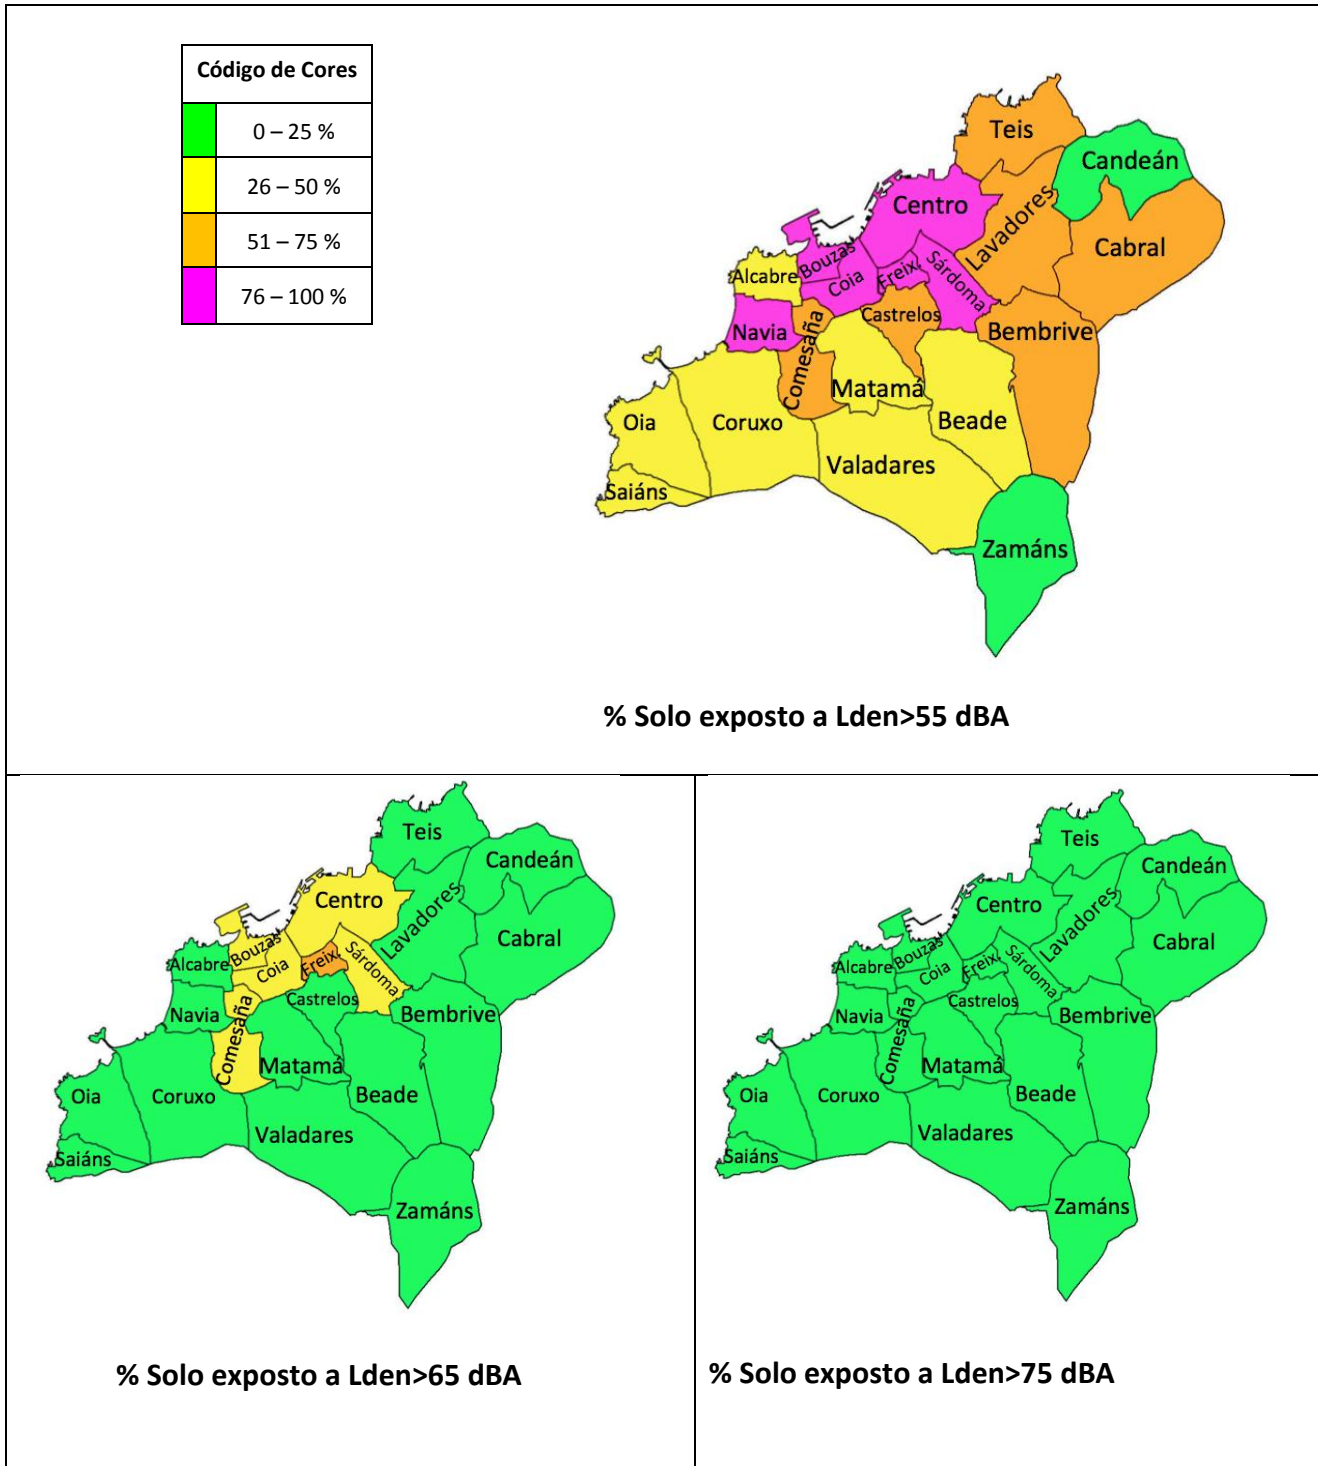 Código de Cores
0 – 25 %
26 – 50 %
51 – 75 %
76 – 100 %
Teis
Candeán
Centro
Lavadores
Cabral
Bouzas
Alcabre
Coia
Freix.
Sárdoma
Navia
Comesaña
Castrelos
Bembrive
Matamá
Oia
Coruxo
Beade
Valadares
Saiáns
Zamáns
% Solo exposto a Lden>55 dBA
Teis
Candeán
Centro
Lavadores
Cabral
Bouzas
Alcabre
Coia
Freix.
Sárdoma
Castrelos
Navia
Bembrive
Comesaña
Matamá
Oia
Coruxo
Beade
Valadares
Saiáns
Zamáns
% Solo exposto a Lden>65 dBA
Teis
Candeán
Centro
Lavadores
Cabral
Bouzas
Alcabre
Coia
Freix.
Sárdoma
Castrelos
Navia
Bembrive
Comesaña
Matamá
Oia
Coruxo
Beade
Valadares
Saiáns
Zamáns
% Solo exposto a Lden>75 dBA